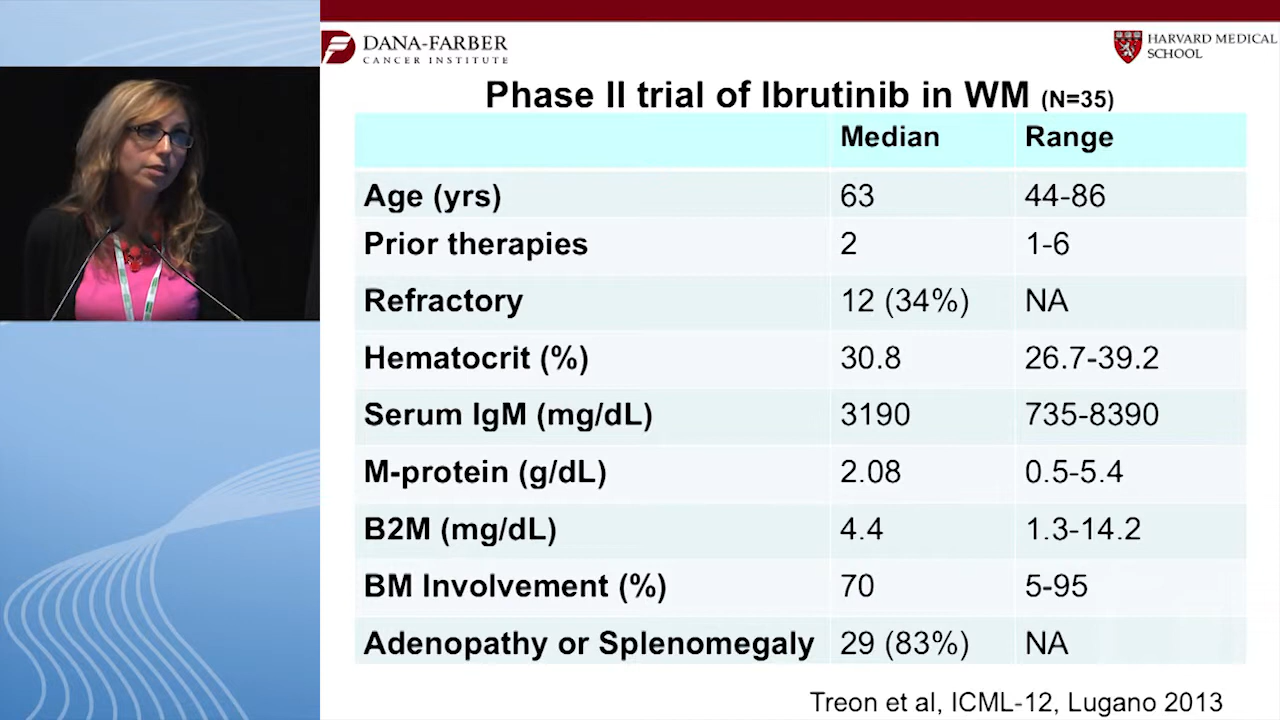 DANA-FARBER
CANCER INSTITUTE
HARVARD MEDICAL
SCHOOL
Phase II trial of Ibrutinib in WM (N=35)
Median Range
Age (yrs) 63 44-86
Prior therapies 2 1-6
Refractory 12 (34%) NA
Hematocrit (%) 30.8 26.7-39.2
Serum IgM (mg/dL) 3190 735-8390
M-protein (g/dL) 2.08 0.5-5.4
B2M (mg/dL) 4.4 1.3-14.2
BM Involvement (%) 70 5-95
Adenopathy or Splenomegaly 29 (83%) NA
Treon et al, ICML-12, Lugano 2013